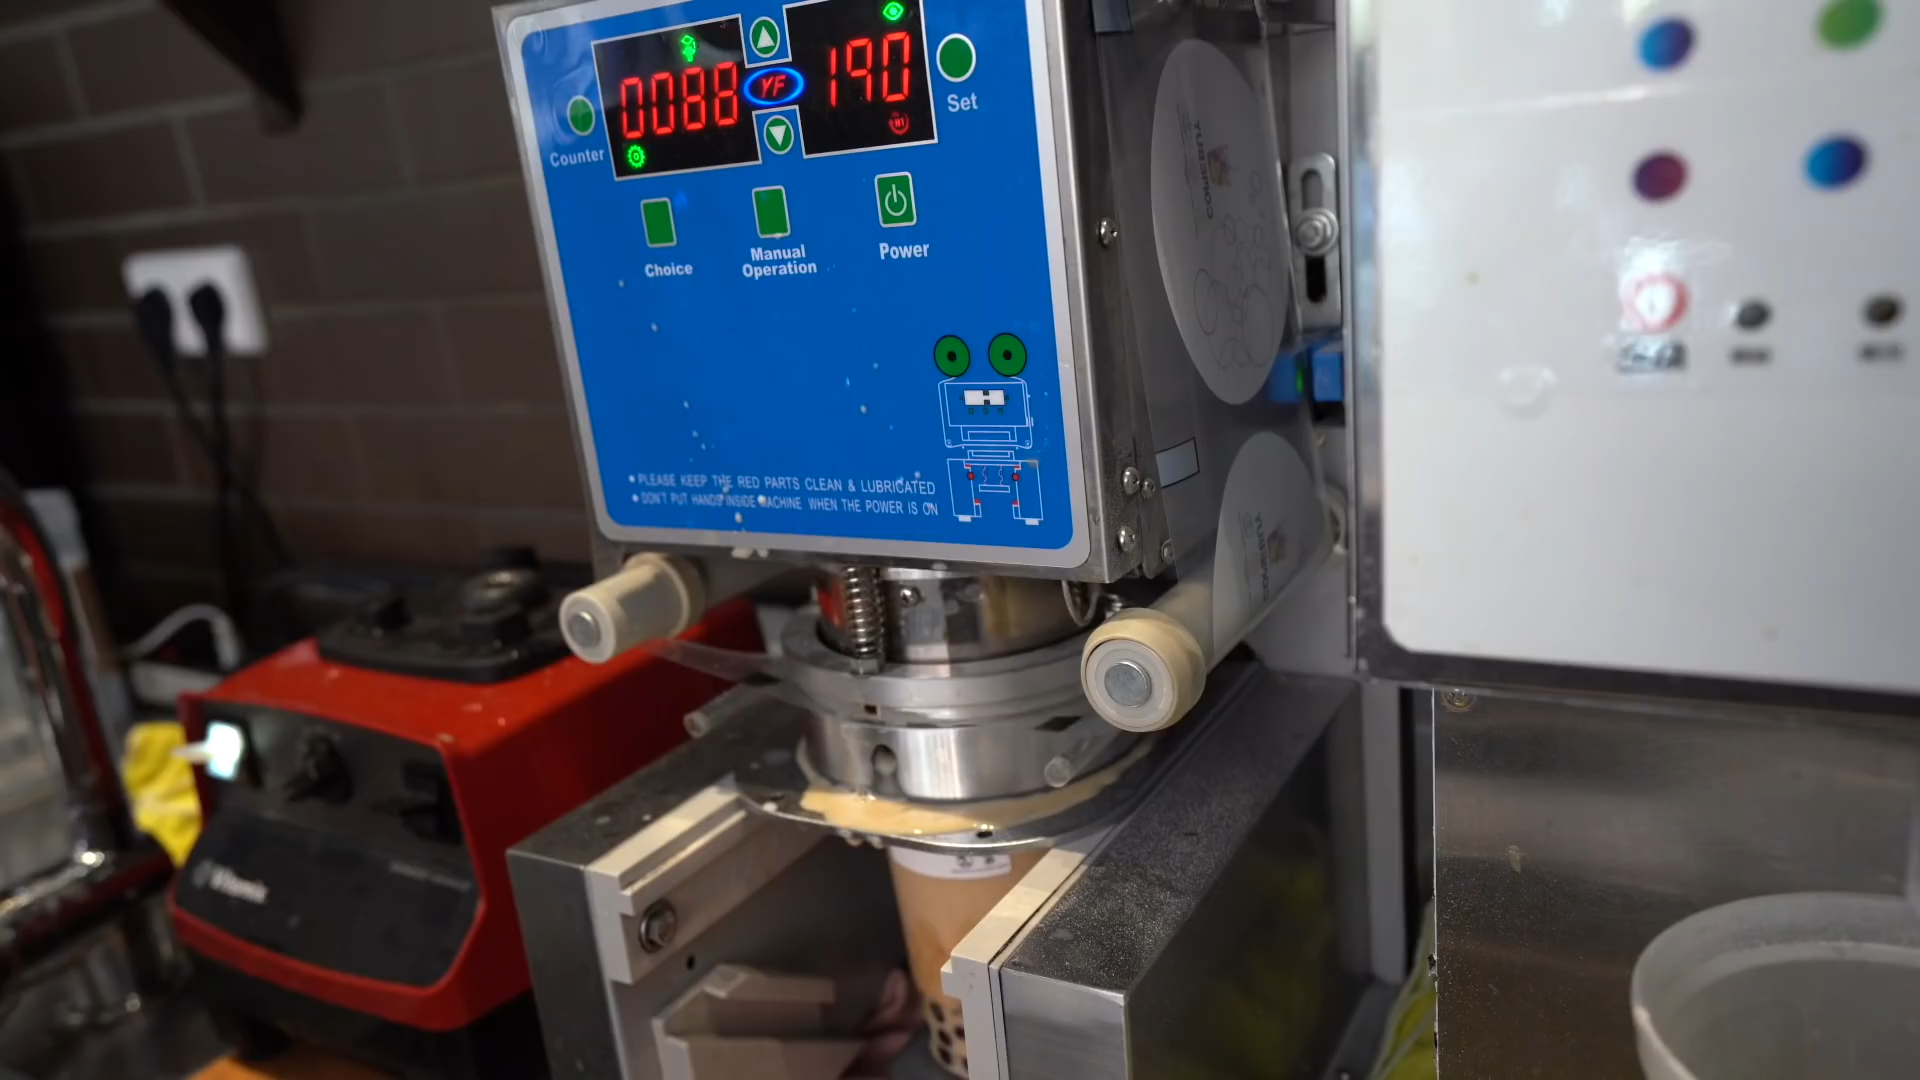 0088
YF
190
Counter
Set
Choice
Manual
Operation
Power
• PLEASE KEEP THE RED PARTS CLEAN & LUBRICATED
• DON'T PUT HANDS INSIDE MACHINE WHEN THE POWER IS ON
Vitamix